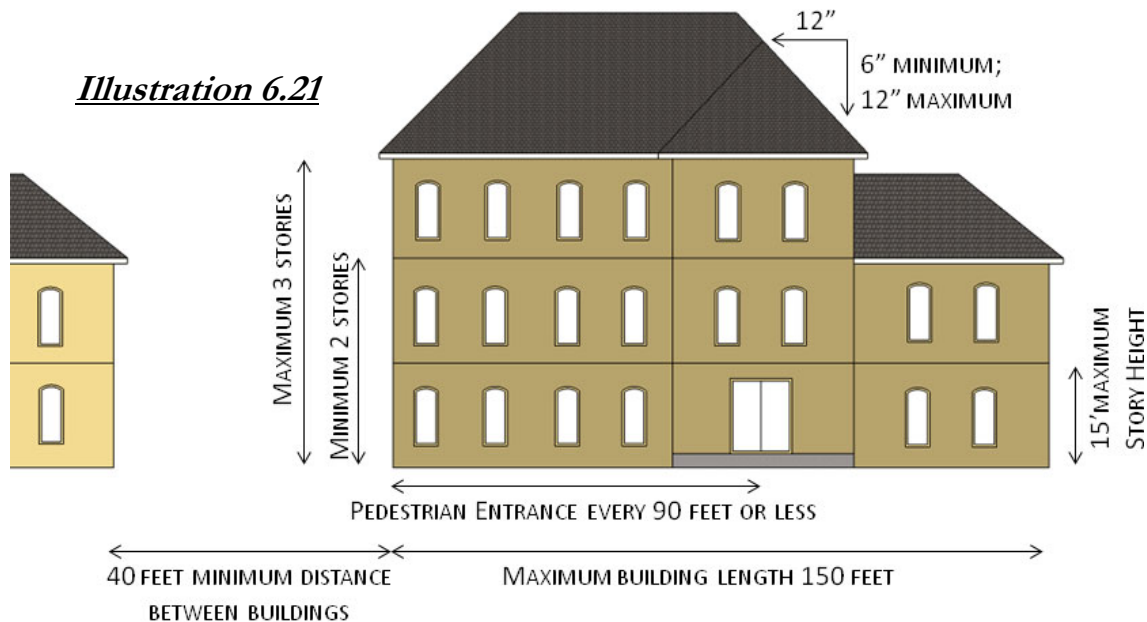 Illustration 6.21
12”
6” MINIMUM;
12” MAXIMUM
MAXIMUM 3 STORIES
MINIMUM 2 STORIES
15’MAXIMUM
STORY HEIGHT
PEDESTRIAN ENTRANCE EVERY 90 FEET OR LESS
40 FEET MINIMUM DISTANCE
BETWEEN BUILDINGS
MAXIMUM BUILDING LENGTH 150 FEET